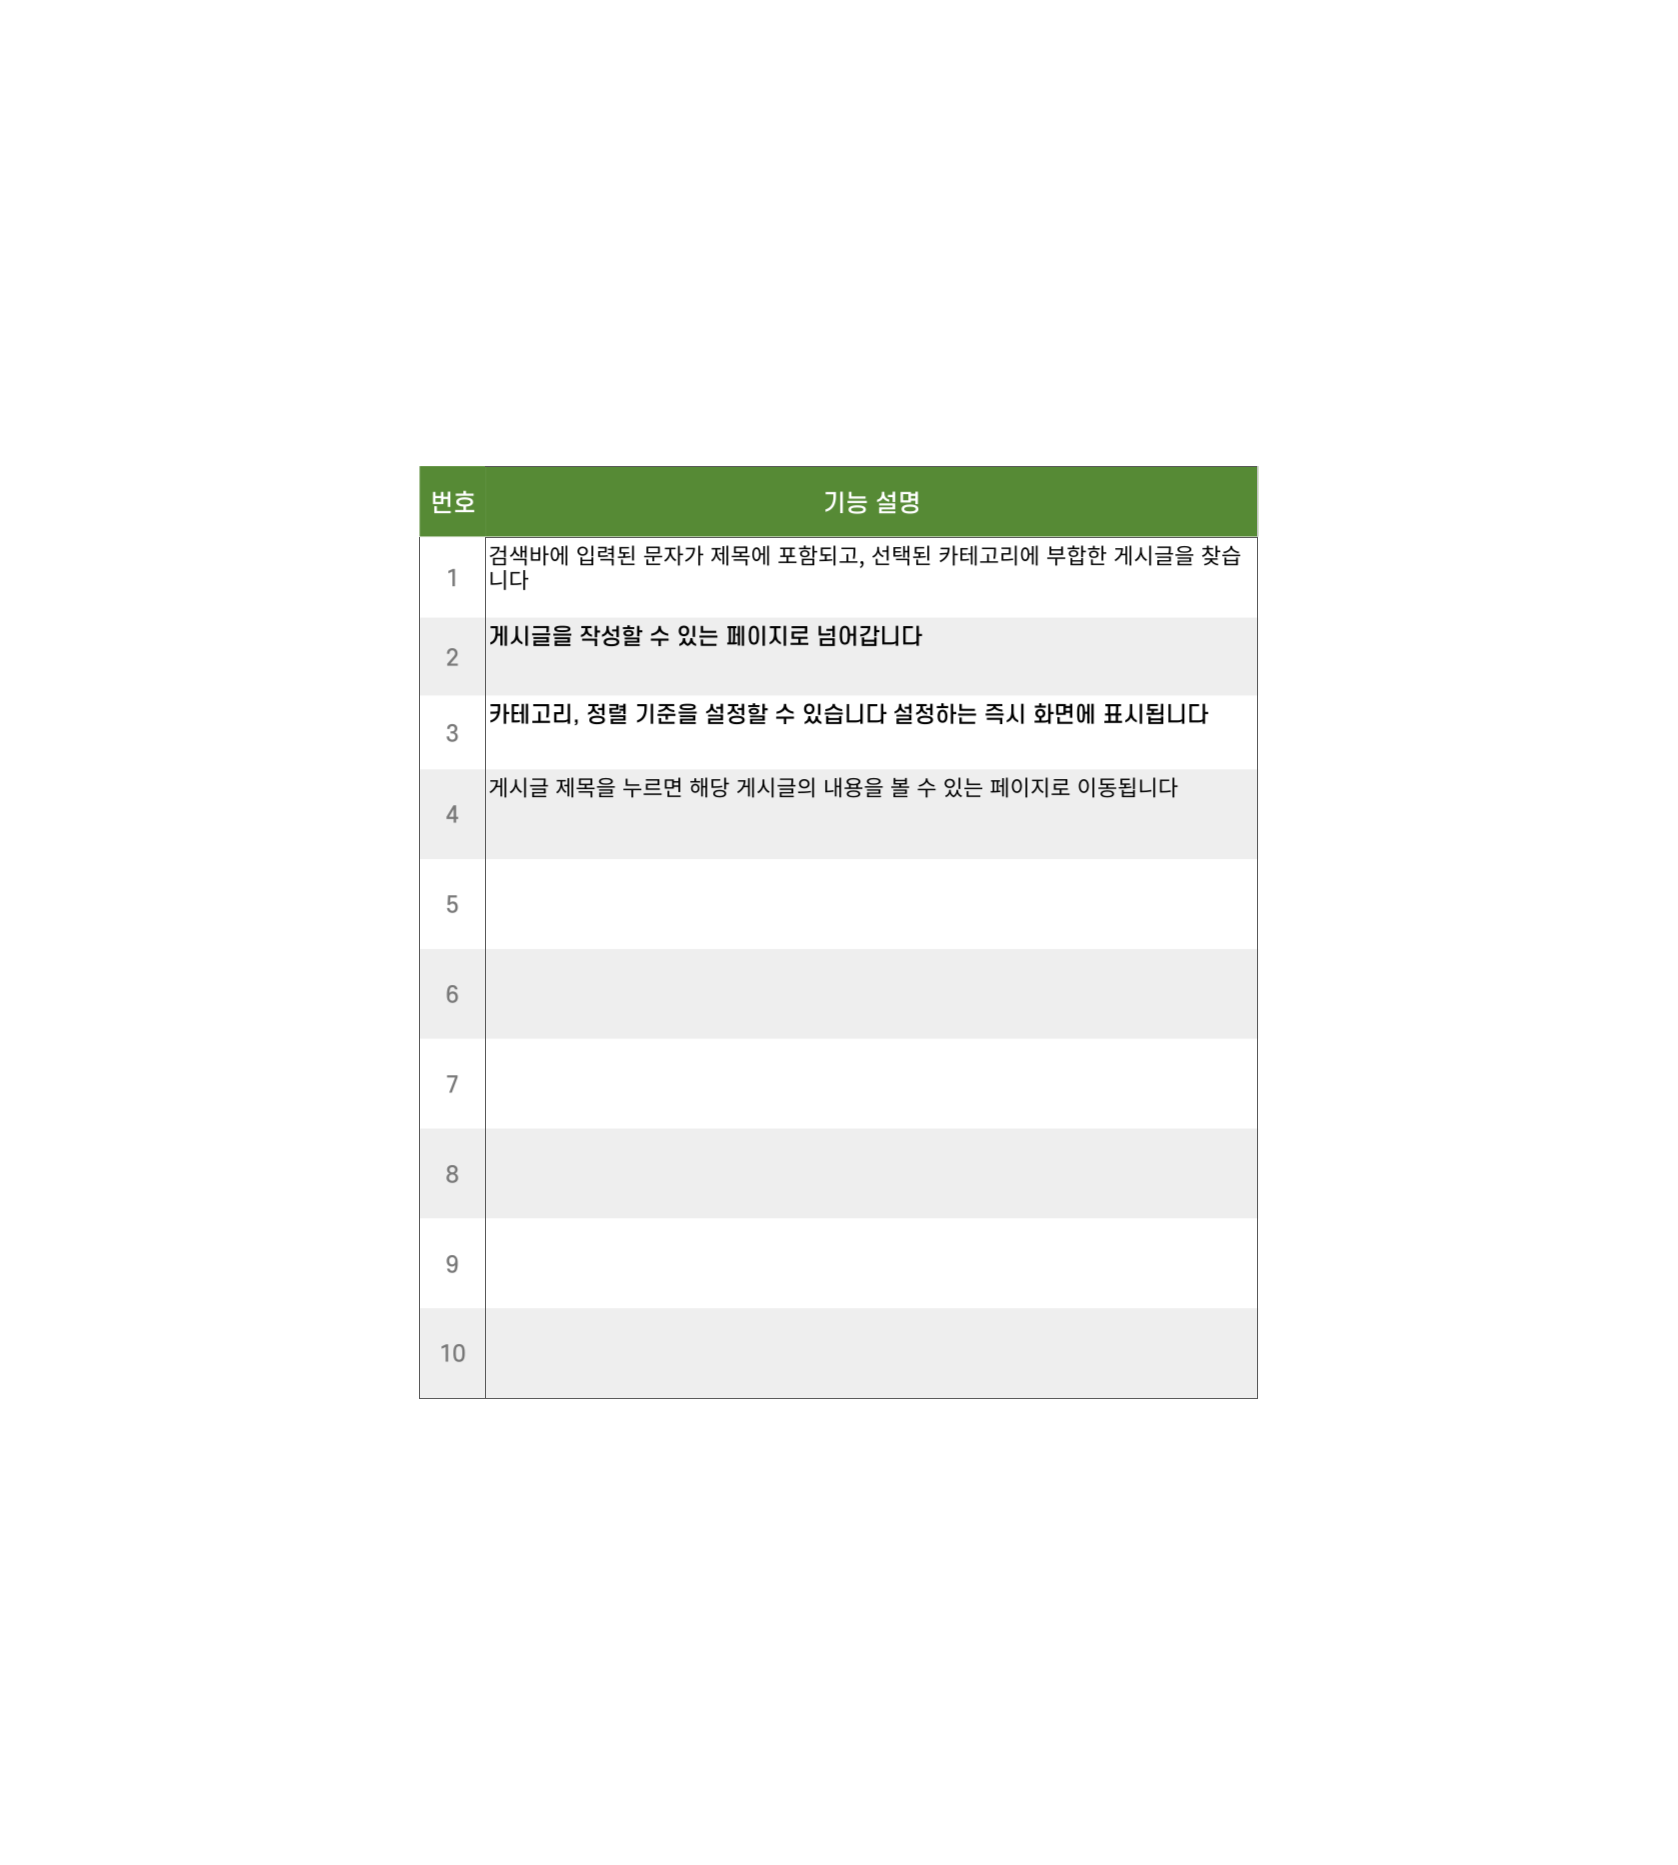 번호 기능 설명
1 검색바에 입력된 문자가 제목에 포함되고, 선택된 카테고리에 부합한 게시글을 찾습
니다
2 게시글을 작성할 수 있는 페이지로 넘어갑니다
3 카테고리, 정렬 기준을 설정할 수 있습니다 설정하는 즉시 화면에 표시됩니다
4 게시글 제목을 누르면 해당 게시글의 내용을 볼 수 있는 페이지로 이동됩니다
5
6
7
8
9
10